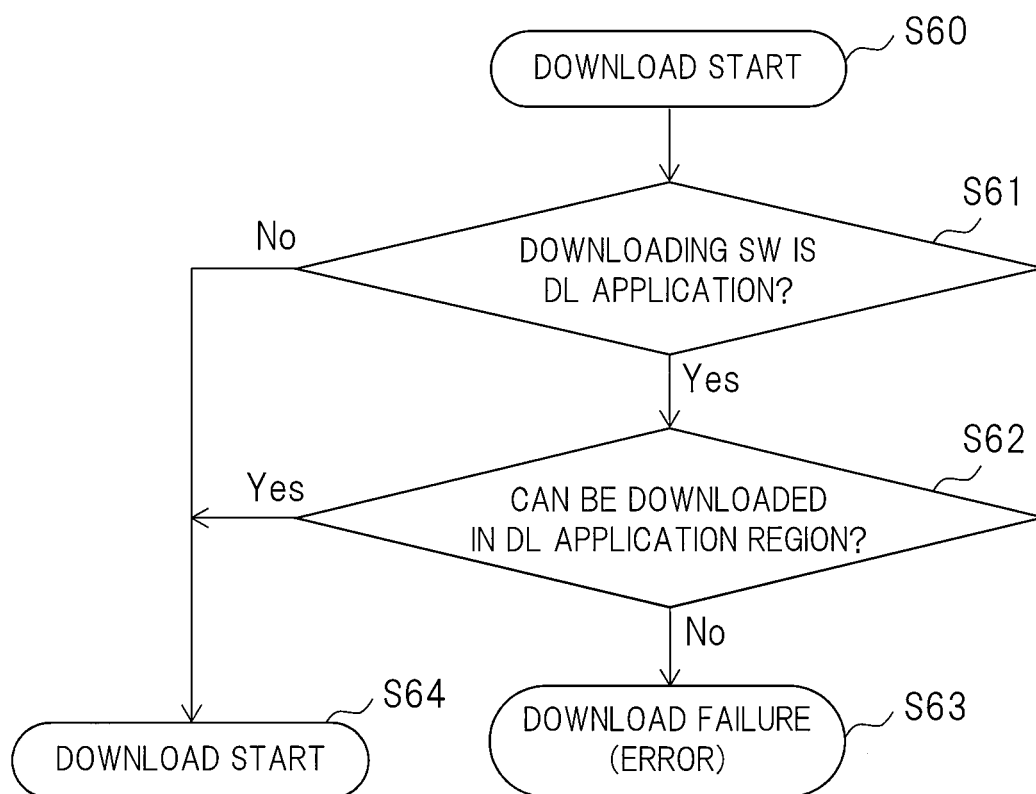 S60
DOWNLOAD START
S61
No
DOWNLOADING SW IS
DL APPLICATION?
Yes
S62
Yes
CAN BE DOWNLOADED
IN DL APPLICATION REGION?
No
S64
DOWNLOAD START
S63
DOWNLOAD FAILURE
(ERROR)